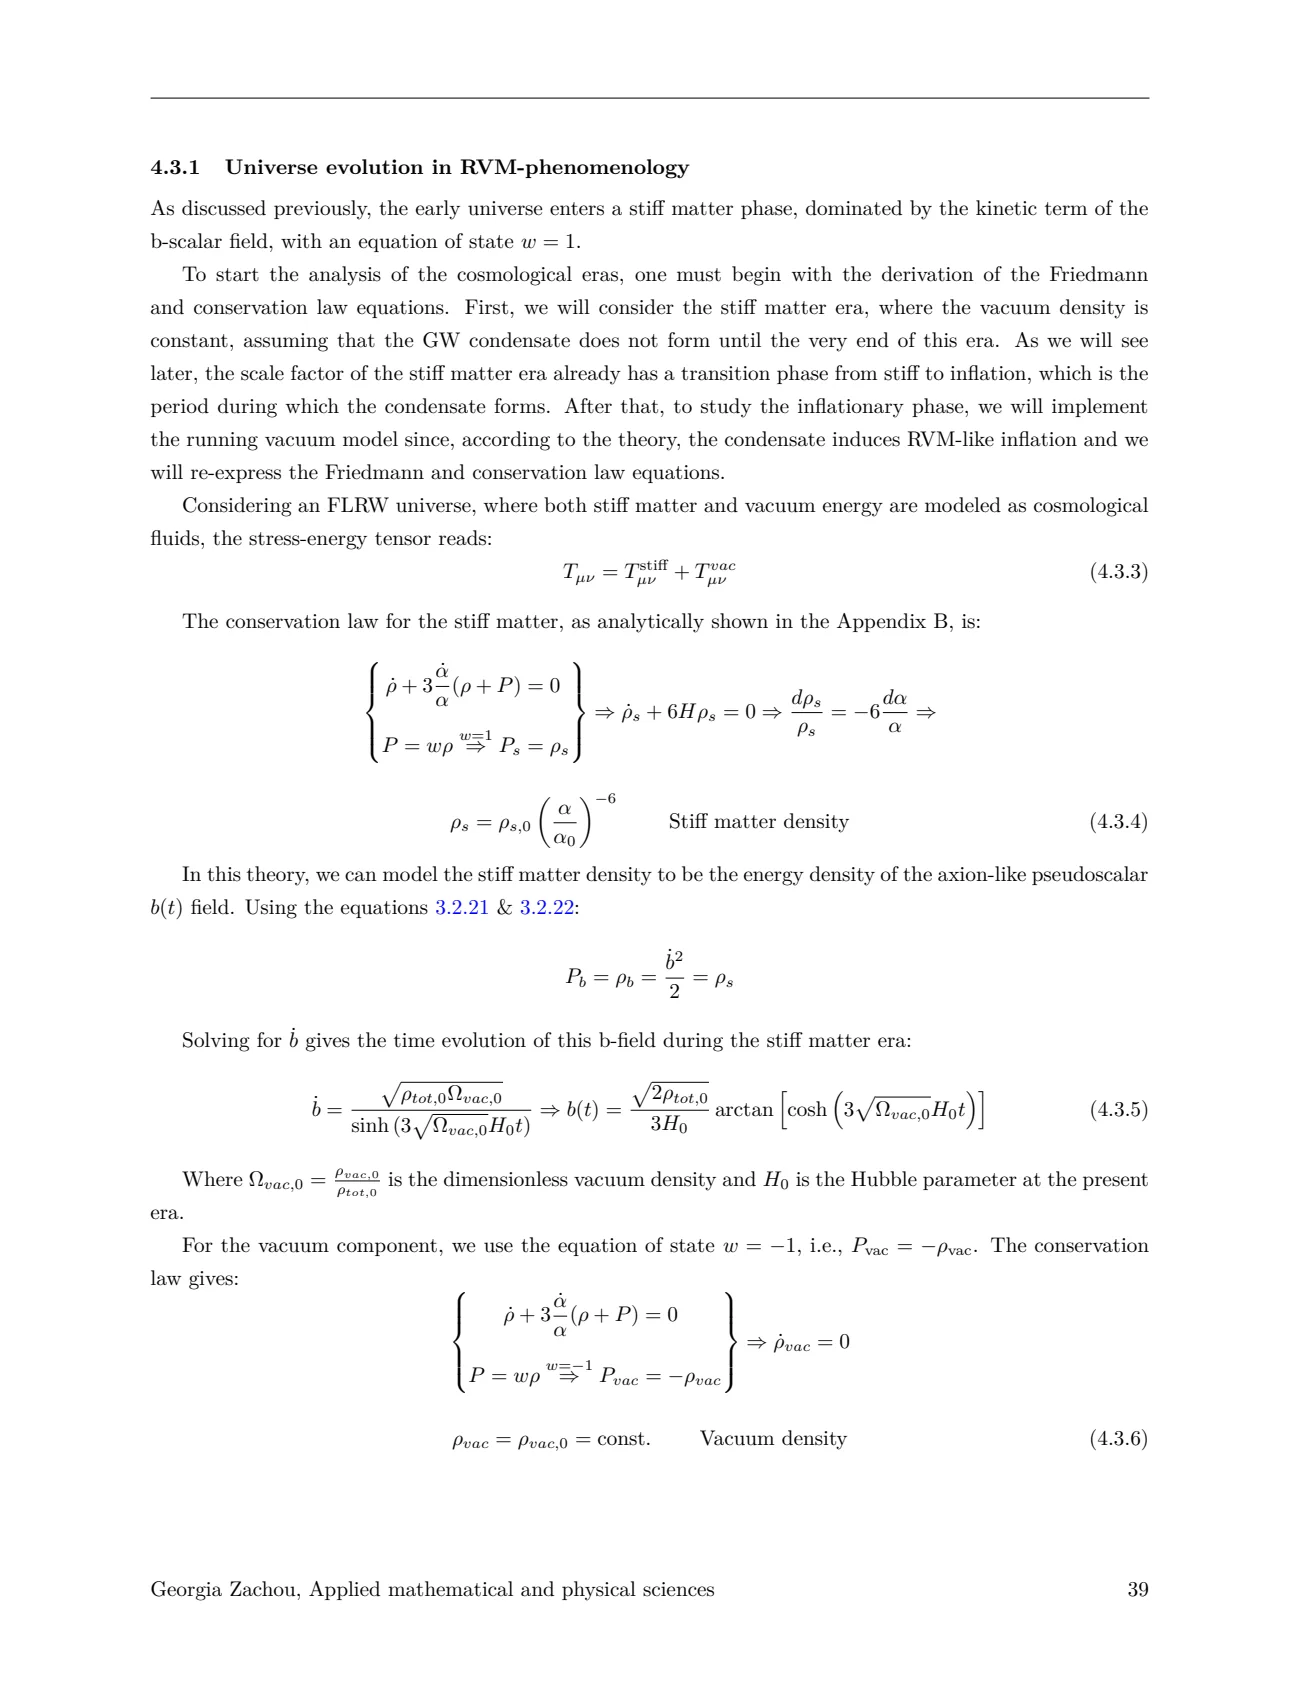 4.3.1 Universe evolution in RVM-phenomenology
As discussed previously, the early universe enters a stiff matter phase, dominated by the kinetic term of the
b-scalar field, with an equation of state w = 1.
To start the analysis of the cosmological eras, one must begin with the derivation of the Friedmann
and conservation law equations. First, we will consider the stiff matter era, where the vacuum density is
constant, assuming that the GW condensate does not form until the very end of this era. As we will see
later, the scale factor of the stiff matter era already has a transition phase from stiff to inflation, which is the
period during which the condensate forms. After that, to study the inflationary phase, we will implement
the running vacuum model since, according to the theory, the condensate induces RVM-like inflation and we
will re-express the Friedmann and conservation law equations.
Considering an FLRW universe, where both stiff matter and vacuum energy are modeled as cosmological
fluids, the stress-energy tensor reads:
T_{μν} = T_{μν}^{stiff} + T_{μν}^{vac} (4.3.3)
The conservation law for the stiff matter, as analytically shown in the Appendix B, is:
{ ρ̇ + 3 α̇/α (ρ + P) = 0
P = wρ ⇒^{w=1} P_s = ρ_s } ⇒ ρ̇_s + 6Hρ_s = 0 ⇒ dρ_s/ρ_s = −6 dα/α ⇒
ρ_s = ρ_{s,0} (α/α_0)^{−6} Stiff matter density (4.3.4)
In this theory, we can model the stiff matter density to be the energy density of the axion-like pseudoscalar
b(t) field. Using the equations 3.2.21 & 3.2.22:
P_b = ρ_b = ḃ²/2 = ρ_s
Solving for ḃ gives the time evolution of this b-field during the stiff matter era:
ḃ = √(ρ_{tot,0}Ω_{vac,0}) / sinh (3√Ω_{vac,0}H_0t) ⇒ b(t) = √(2ρ_{tot,0}) / 3H_0 arctan [cosh (3√Ω_{vac,0}H_0t)] (4.3.5)
Where Ω_{vac,0} = ρ_{vac,0}/ρ_{tot,0} is the dimensionless vacuum density and H_0 is the Hubble parameter at the present
era.
For the vacuum component, we use the equation of state w = −1, i.e., P_{vac} = −ρ_{vac}. The conservation
law gives:
{ ρ̇ + 3 α̇/α (ρ + P) = 0
P = wρ ⇒^{w=−1} P_{vac} = −ρ_{vac} } ⇒ ρ̇_{vac} = 0
ρ_{vac} = ρ_{vac,0} = const. Vacuum density (4.3.6)
Georgia Zachou, Applied mathematical and physical sciences 39